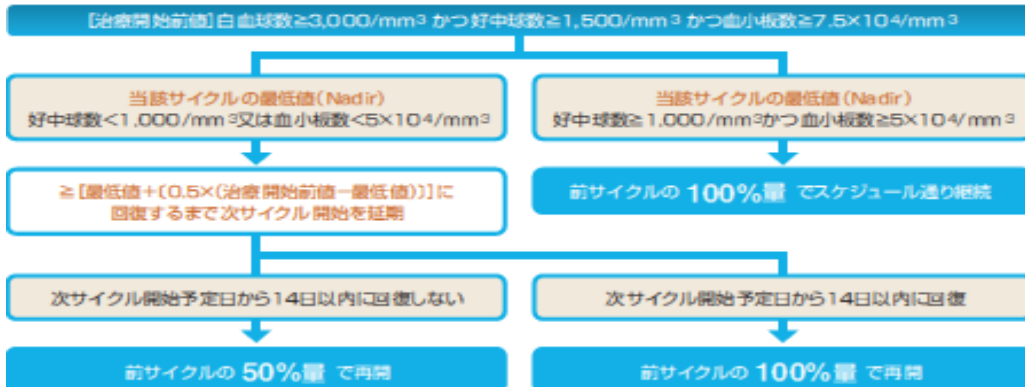 [治療開始前値]白血球数≧3,000/mm³ かつ好中球数≧1,500/mm³ かつ血小板数≧7.5×10⁴/mm³
当該サイクルの最低値(Nadir)
好中球数<1,000/mm³又は血小板数<5×10⁴/mm³
当該サイクルの最低値(Nadir)
好中球数≧1,000/mm³かつ血小板数≧5×10⁴/mm³
≧[最低値+(0.5×(治療開始前値−最低値))]に
回復するまで次サイクル開始を延期
前サイクルの 100%量 でスケジュール通り継続
次サイクル開始予定日から14日以内に回復しない
次サイクル開始予定日から14日以内に回復
前サイクルの 50%量 で再開
前サイクルの 100%量 で再開